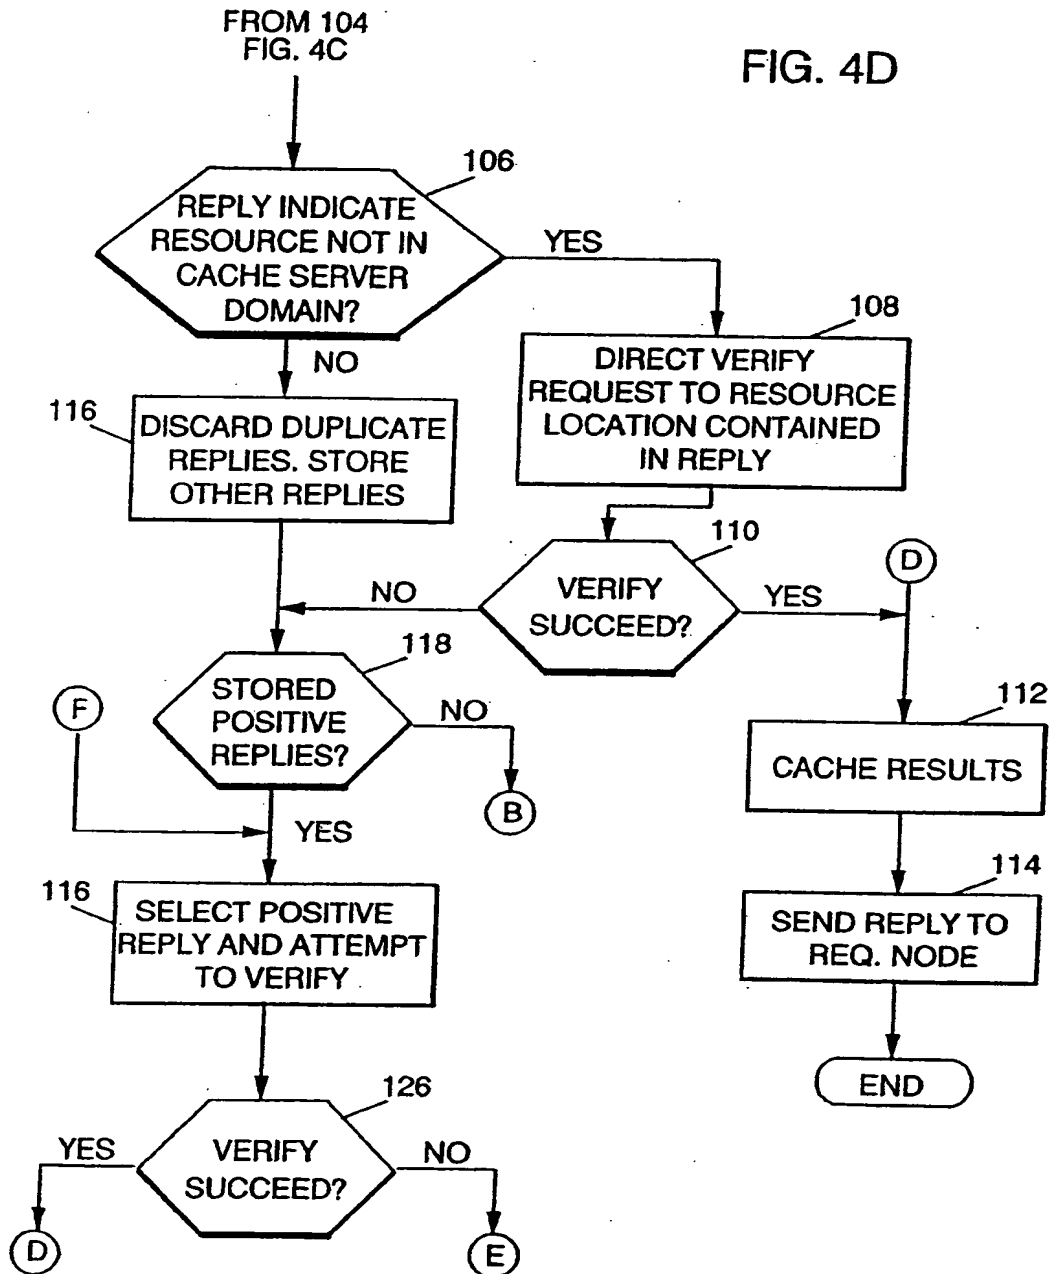 FROM 104
FIG. 4C
FIG. 4D
106
REPLY INDICATE
RESOURCE NOT IN
CACHE SERVER
DOMAIN?
YES
NO
108
DIRECT VERIFY
REQUEST TO RESOURCE
LOCATION CONTAINED
IN REPLY
116
DISCARD DUPLICATE
REPLIES. STORE
OTHER REPLIES
110
VERIFY
SUCCEED?
NO
YES
D
118
STORED
POSITIVE
REPLIES?
F
NO
B
YES
112
CACHE RESULTS
116
SELECT POSITIVE
REPLY AND ATTEMPT
TO VERIFY
114
SEND REPLY TO
REQ. NODE
END
126
VERIFY
SUCCEED?
YES
NO
D
E